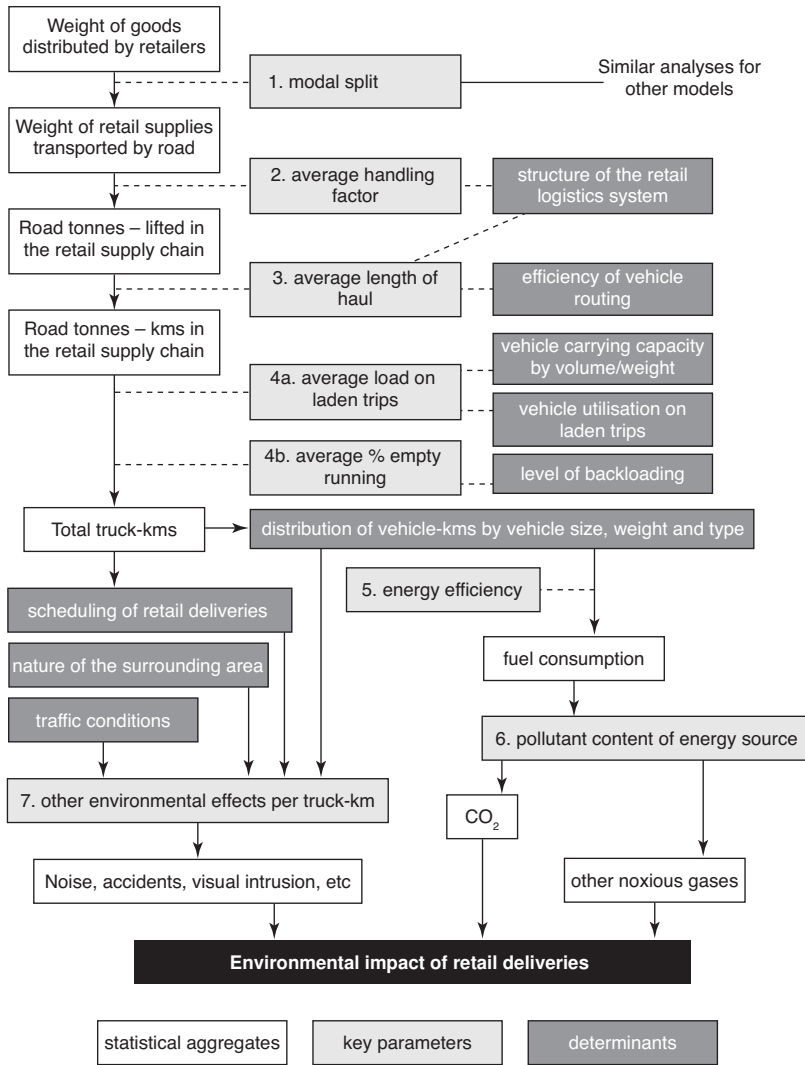 Weight of goods
distributed by retailers
1. modal split
Similar analyses for
other models
Weight of retail supplies
transported by road
2. average handling
factor
structure of the retail
logistics system
Road tonnes – lifted in
the retail supply chain
3. average length of
haul
efficiency of vehicle
routing
Road tonnes – kms in
the retail supply chain
vehicle carrying capacity
by volume/weight
4a. average load on
laden trips
vehicle utilisation on
laden trips
4b. average % empty
running
level of backloading
Total truck-kms
distribution of vehicle-kms by vehicle size, weight and type
5. energy efficiency
scheduling of retail deliveries
nature of the surrounding area
fuel consumption
traffic conditions
6. pollutant content of energy source
7. other environmental effects per truck-km
CO₂
Noise, accidents, visual intrusion, etc
other noxious gases
Environmental impact of retail deliveries
statistical aggregates
key parameters
determinants